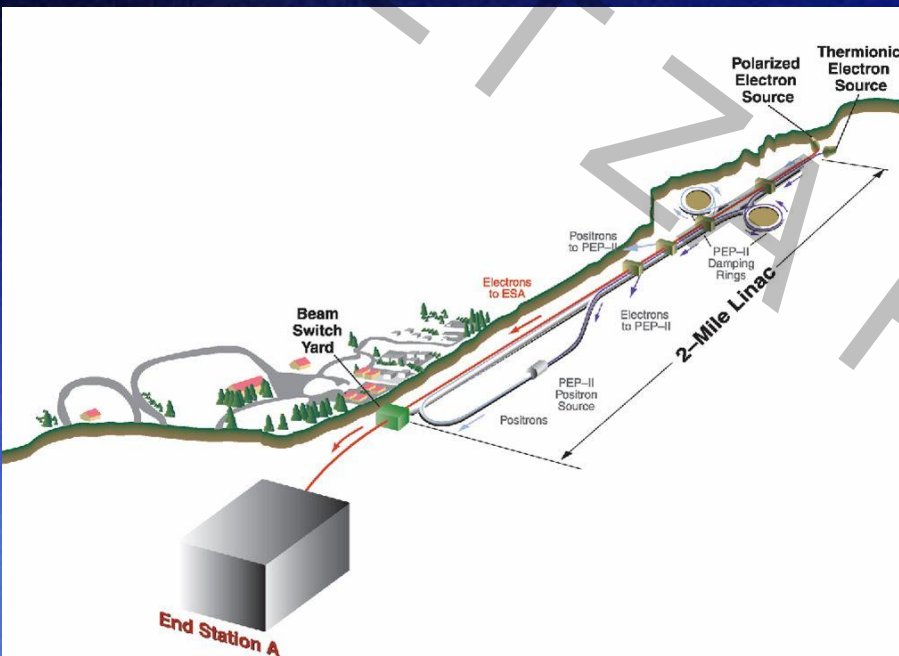 Thermionic
Electron
Source
Polarized
Electron
Source
Positrons
to PEP–II
PEP–II
Damping
Rings
Electrons
to ESA
Electrons
to PEP–II
2–Mile Linac
Beam
Switch
Yard
PEP–II
Positron
Source
Positrons
End Station A